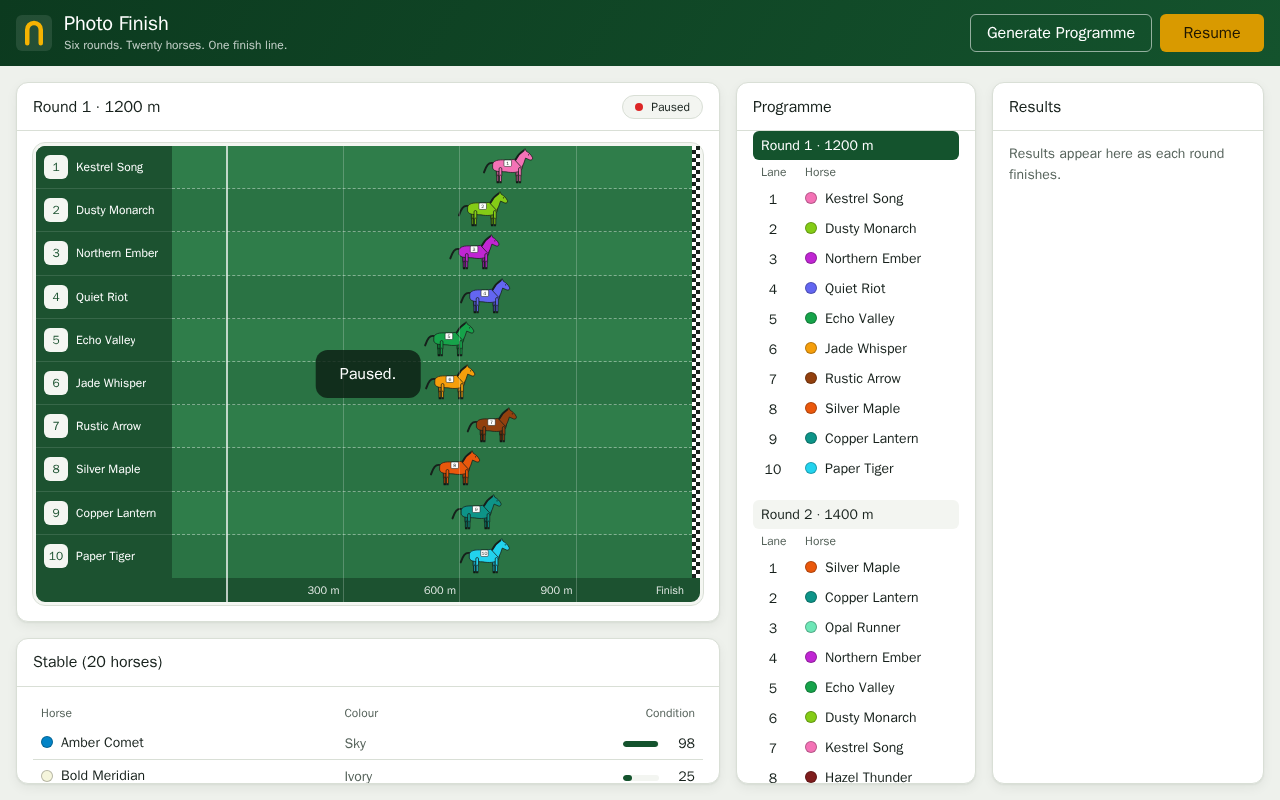 Photo Finish
Six rounds. Twenty horses. One finish line.
Generate Programme
Resume
Round 1 · 1200 m
Paused
1 Kestrel Song
2 Dusty Monarch
3 Northern Ember
4 Quiet Riot
5 Echo Valley
6 Jade Whisper
7 Rustic Arrow
8 Silver Maple
9 Copper Lantern
10 Paper Tiger
Paused.
300 m 600 m 900 m Finish
Stable (20 horses)
Horse Colour Condition
Amber Comet Sky 98
Bold Meridian Ivory 25
Programme
Round 1 · 1200 m
Lane Horse
1 Kestrel Song
2 Dusty Monarch
3 Northern Ember
4 Quiet Riot
5 Echo Valley
6 Jade Whisper
7 Rustic Arrow
8 Silver Maple
9 Copper Lantern
10 Paper Tiger
Round 2 · 1400 m
Lane Horse
1 Silver Maple
2 Copper Lantern
3 Opal Runner
4 Northern Ember
5 Echo Valley
6 Dusty Monarch
7 Kestrel Song
8 Hazel Thunder
Results
Results appear here as each round
finishes.